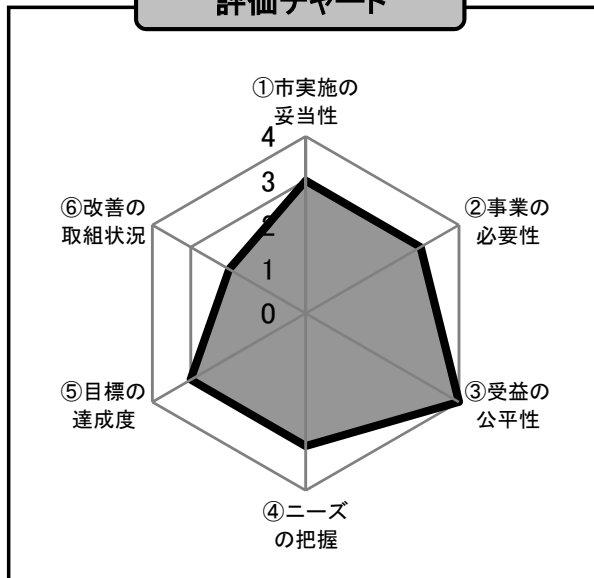 評価チャート
①市実施の
妥当性
4
3
2
1
0
②事業の
必要性
③受益の
公平性
④ニーズ
の把握
⑤目標の
達成度
⑥改善の
取組状況